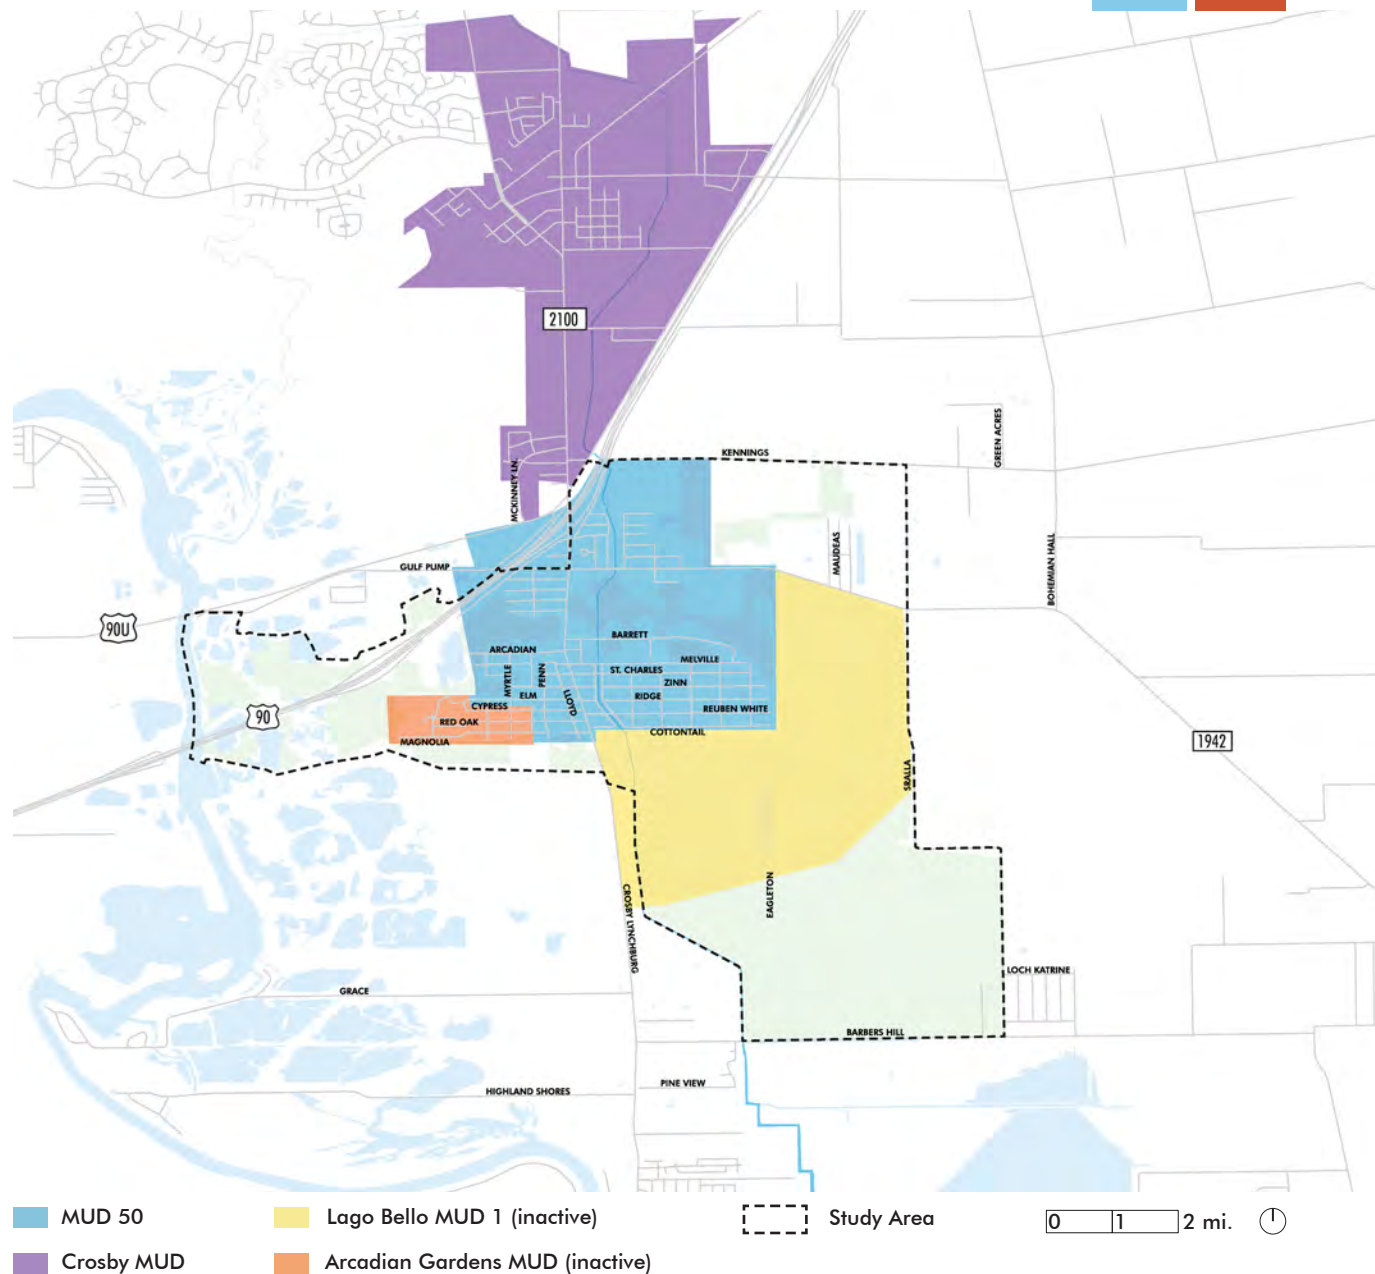 2100
KENNINGS
GREEN ACRES
MCKINNEY LN.
MAUDEAS
BOHEMIAN HALL
GULF PUMP
90U
BARRETT
ARCADIAN
MELVILLE
ST. CHARLES
MYRTLE
PENN
ZINN
ELM
LLOYD
RIDGE
CYPRESS
REUBEN WHITE
90
RED OAK
COTTONTAIL
MAGNOLIA
1942
SRALLA
EAGLETON
CROSBY LYNCHBURG
LOCH KATRINE
GRACE
BARBERS HILL
PINE VIEW
HIGHLAND SHORES
MUD 50
Lago Bello MUD 1 (inactive)
Study Area
0 1 2 mi.
Crosby MUD
Arcadian Gardens MUD (inactive)